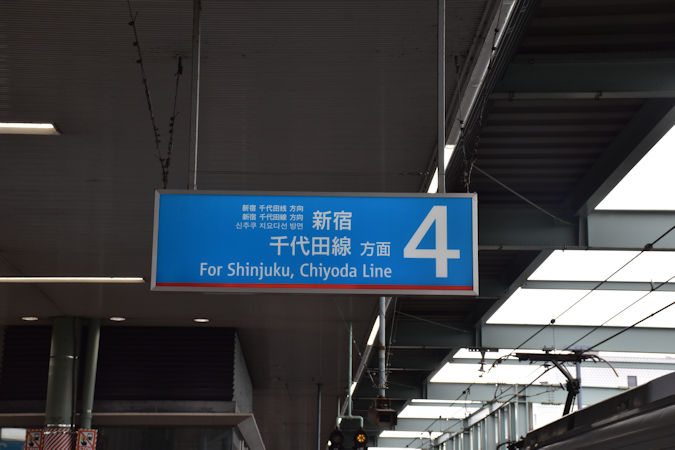 新宿 千代田线 方向
新宿 千代田線 方向
신주쿠 지요다선 방면
新宿
千代田線 方面
For Shinjuku, Chiyoda Line
4